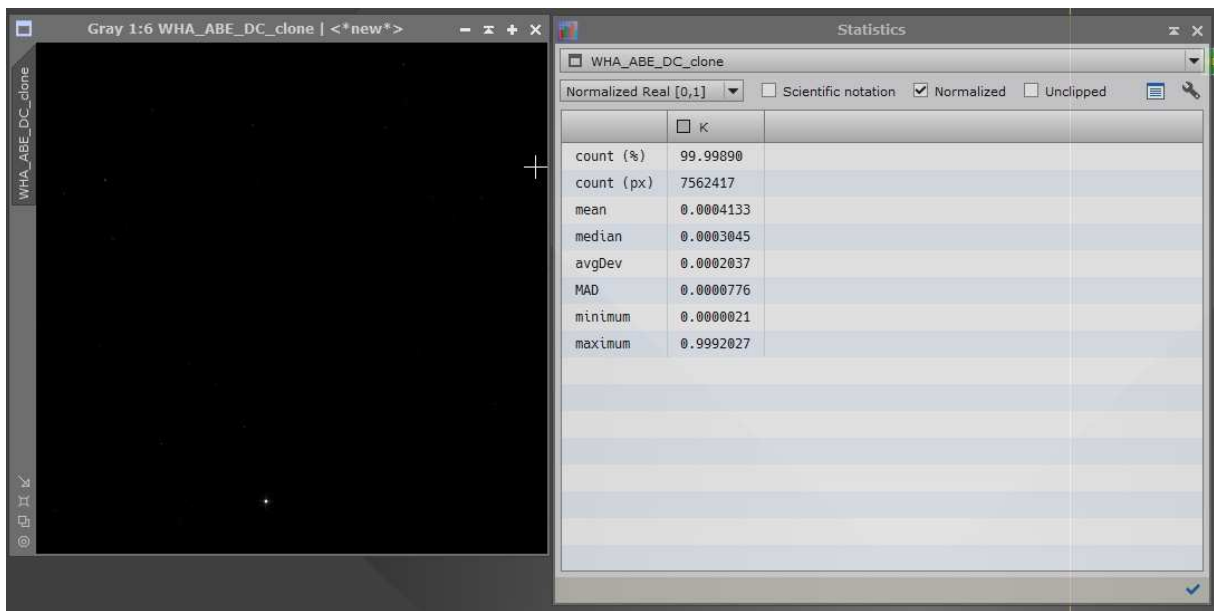 Gray 1:6 WHA_ABE_DC_clone | <*new*>
WHA_ABE_DC_clone
Statistics
WHA_ABE_DC_clone
Normalized Real [0,1] Scientific notation Normalized Unclipped
K
count (%) 99.99890
count (px) 7562417
mean 0.0004133
median 0.0003045
avgDev 0.0002037
MAD 0.0000776
minimum 0.0000021
maximum 0.9992027